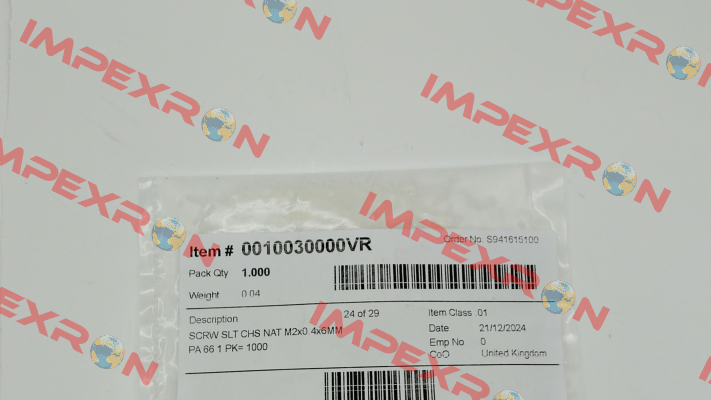 IMPEXRON
IMPEXRON
IMPEXRON
IMPEXRON
IMPEXRON
Item # 0010030000VR
Order No. S941615100
Pack Qty 1.000
Weight 0.04
Description 24 of 29 Item Class .01
SCRW SLT CHS NAT M2x0 4x6MM
PA 66 1 PK= 1000
Date 21/12/2024
Emp No 0
CoO United Kingdom